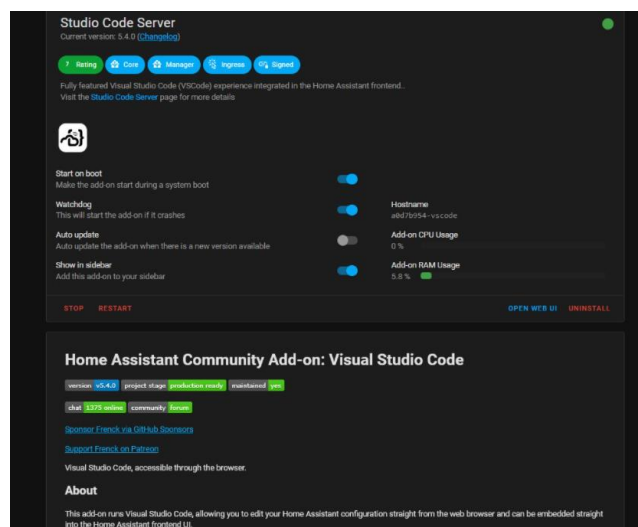 Studio Code Server
Current version: 5.4.0 (Changelog)
? Rating Core Manager Ingress Signed
Fully featured Visual Studio Code (VSCode) experience integrated in the Home Assistant frontend..
Visit the Studio Code Server page for more details
Start on boot
Make the add-on start during a system boot
Watchdog
This will start the add-on if it crashes
Hostname
a0d7b954-vscode
Auto update
Auto update the add-on when there is a new version available
Add-on CPU Usage
0 %
Show in sidebar
Add this add-on to your sidebar
Add-on RAM Usage
5.8 %
STOP RESTART OPEN WEB UI UNINSTALL
Home Assistant Community Add-on: Visual Studio Code
version v5.4.0 project stage production ready maintained yes
chat 1375 online community forum
Sponsor Frenck via GitHub Sponsors
Support Frenck on Patreon
Visual Studio Code, accessible through the browser.
About
This add-on runs Visual Studio Code, allowing you to edit your Home Assistant configuration straight from the web browser and can be embedded straight
into the Home Assistant frontend UI.